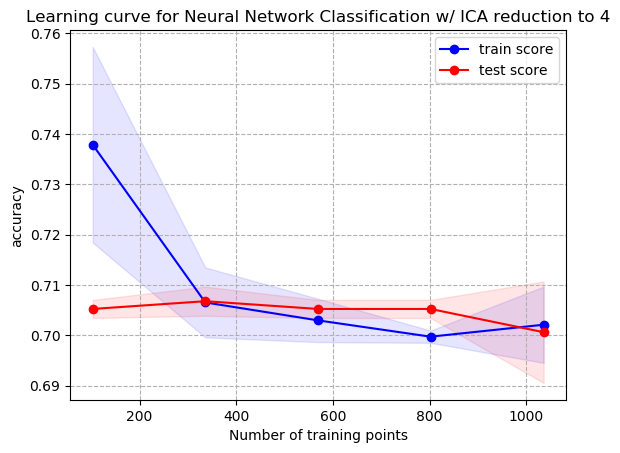 Learning curve for Neural Network Classification w/ ICA reduction to 4
0.76
0.75
0.74
0.73
0.72
0.71
0.70
0.69
accuracy
train score
test score
200
400
600
800
1000
Number of training points